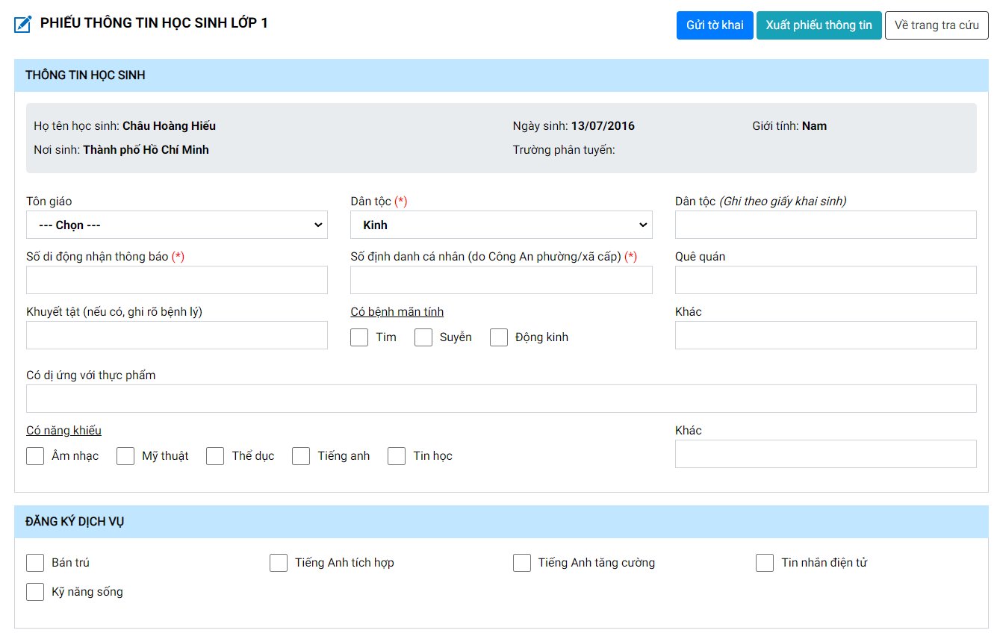 PHIẾU THÔNG TIN HỌC SINH LỚP 1
Gửi tờ khai
Xuất phiếu thông tin
Về trang tra cứu
THÔNG TIN HỌC SINH
Họ tên học sinh: Châu Hoàng Hiếu
Ngày sinh: 13/07/2016
Giới tính: Nam
Nơi sinh: Thành phố Hồ Chí Minh
Trường phân tuyến:
Tôn giáo
Dân tộc (*)
Dân tộc (Ghi theo giấy khai sinh)
--- Chọn ---
Kinh
Số di động nhận thông báo (*)
Số định danh cá nhân (do Công An phường/xã cấp) (*)
Quê quán
Khuyết tật (nếu có, ghi rõ bệnh lý)
Có bệnh mãn tính
Khác
Tim
Suyễn
Động kinh
Có dị ứng với thực phẩm
Có năng khiếu
Khác
Âm nhạc
Mỹ thuật
Thể dục
Tiếng anh
Tin học
ĐĂNG KÝ DỊCH VỤ
Bán trú
Tiếng Anh tích hợp
Tiếng Anh tăng cường
Tin nhắn điện tử
Kỹ năng sống